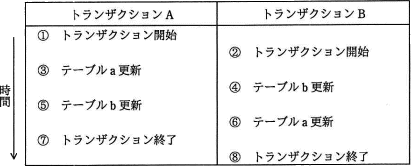 トランザクションA トランザクションB
① トランザクション開始
② トランザクション開始
③ テーブルa更新
④ テーブルb更新
⑤ テーブルb更新
⑥ テーブルa更新
⑦ トランザクション終了
⑧ トランザクション終了
時間